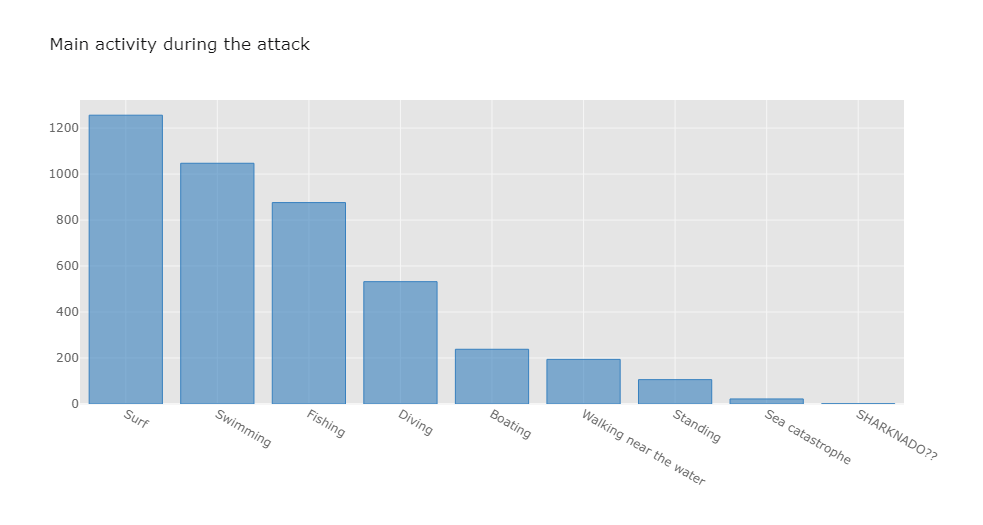 Main activity during the attack
1200
1000
800
600
400
200
0
Surf
Swimming
Fishing
Diving
Boating
Walking near the water
Standing
Sea catastrophe
SHARKNADO??